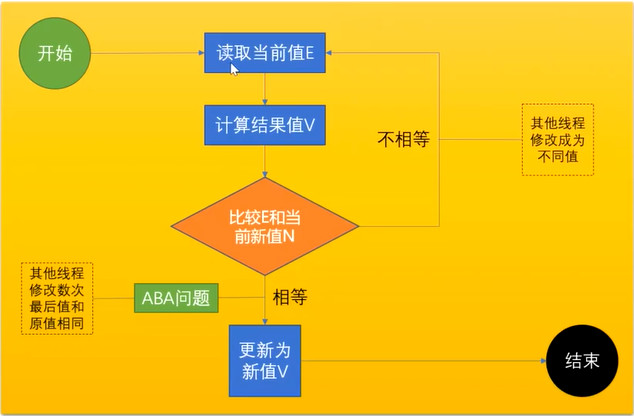 开始
读取当前值E
计算结果值V
不相等
其他线程
修改成为
不同值
比较E和当
前新值N
其他线程
修改数次
最后值和
原值相同
ABA问题
相等
更新为
新值V
结束